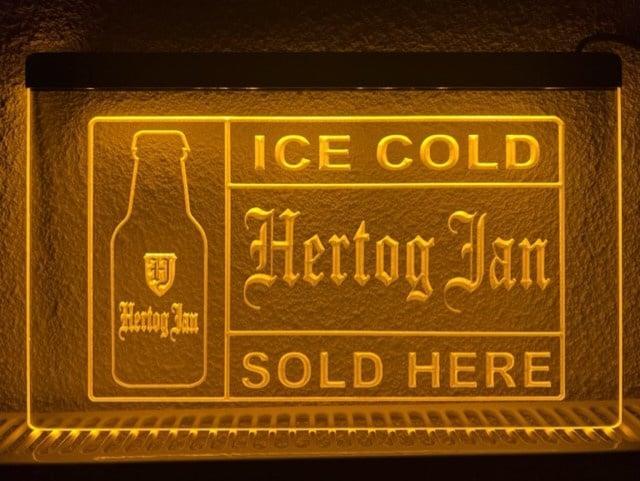 HJ
Hertog Jan
ICE COLD
Hertog Jan
SOLD HERE